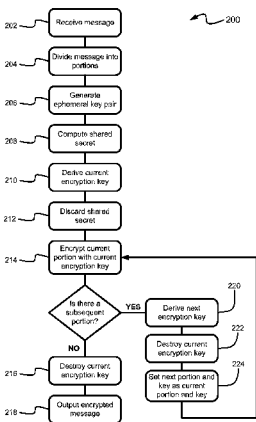 200
202
Receive message
204
Divide message into
portions
206
Generate
ephemeral key pair
208
Compute shared
secret
210
Derive current
encryption key
212
Discard shared
secret
214
Encrypt current
portion with current
encryption key
Is there a
subsequent
portion?
YES
NO
220
Derive next
encryption key
222
Destroy current
encryption key
224
Set next portion and
key as current
portion and key
216
Destroy current
encryption key
218
Output encrypted
message